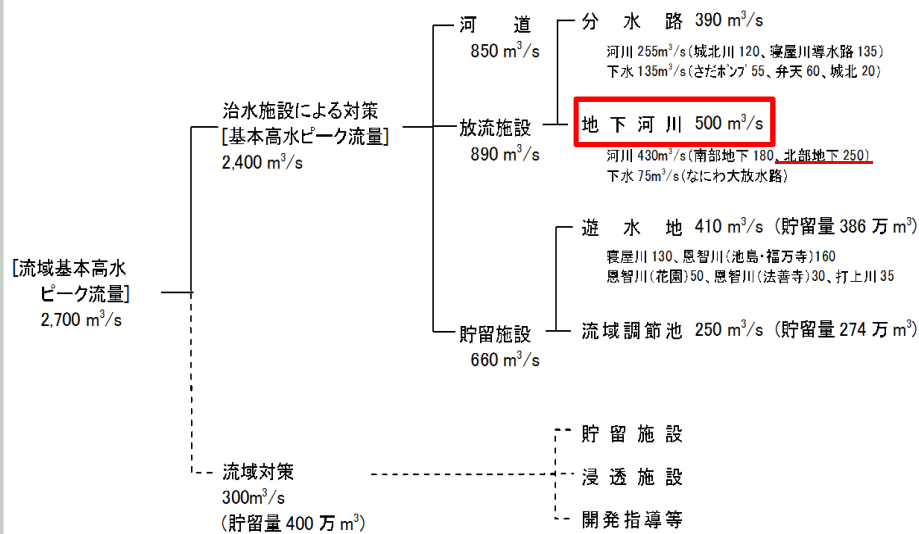 [流域基本高水
ピーク流量]
2,700 m³/s
治水施設による対策
[基本高水ピーク流量]
2,400 m³/s
河道
850 m³/s
放流施設
890 m³/s
分水路 390 m³/s
河川 255m³/s(城北川 120、寝屋川導水路 135)
下水 135m³/s(さだポンプ 55、弁天 60、城北 20)
地下河川 500 m³/s
河川 430m³/s(南部地下 180、北部地下 250)
下水 75m³/s(なにわ大放水路)
貯留施設
660 m³/s
遊水地 410 m³/s (貯留量 386 万 m³)
寝屋川 130、恩智川(池島・福万寺)160
恩智川(花園)50、恩智川(法善寺)30、打上川 35
流域調節池 250 m³/s (貯留量 274 万 m³)
流域対策
300m³/s
(貯留量 400 万 m³)
貯留施設
浸透施設
開発指導等